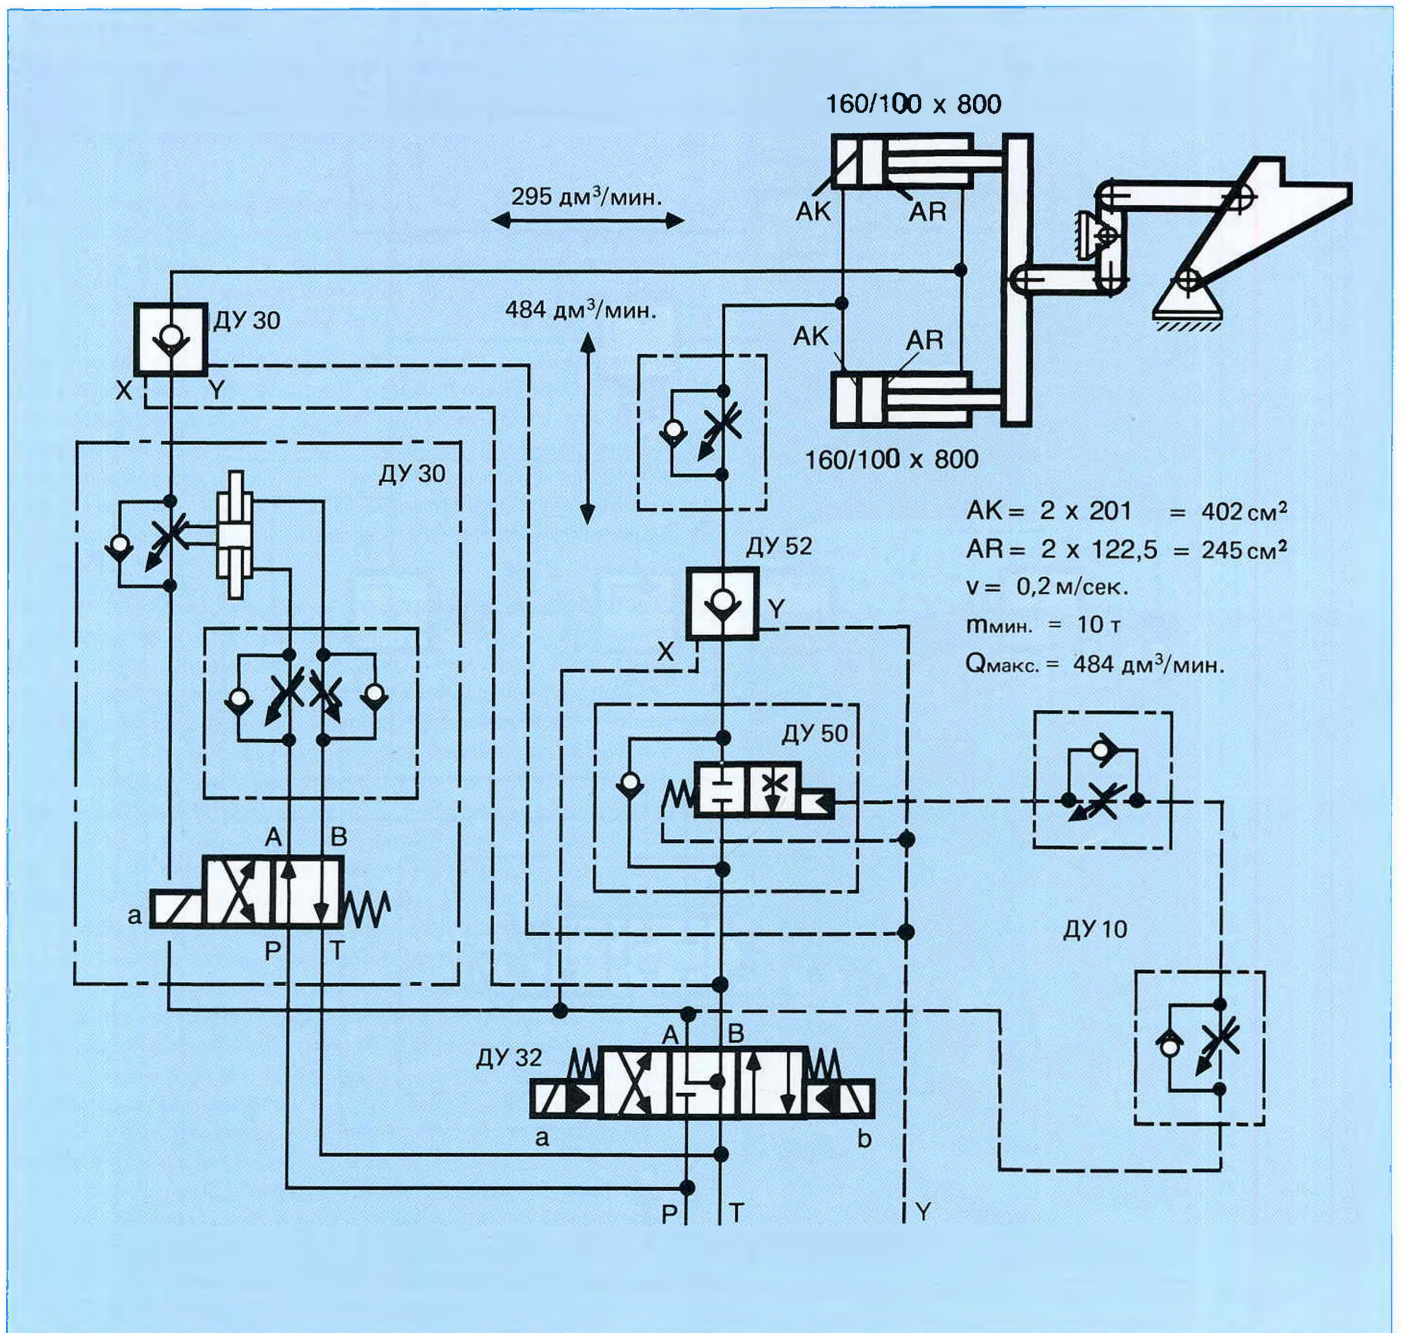 160/100 x 800
295 дм³/мин.
AK
AR
484 дм³/мин.
ДУ 30
AK
AR
X
Y
160/100 x 800
ДУ 30
AK = 2 x 201 = 402 см²
AR = 2 x 122,5 = 245 см²
v = 0,2 м/сек.
mмин. = 10 т
Qмакс. = 484 дм³/мин.
ДУ 52
Y
X
ДУ 50
A
B
a
P
T
ДУ 10
A
B
ДУ 32
a
b
P
T
Y